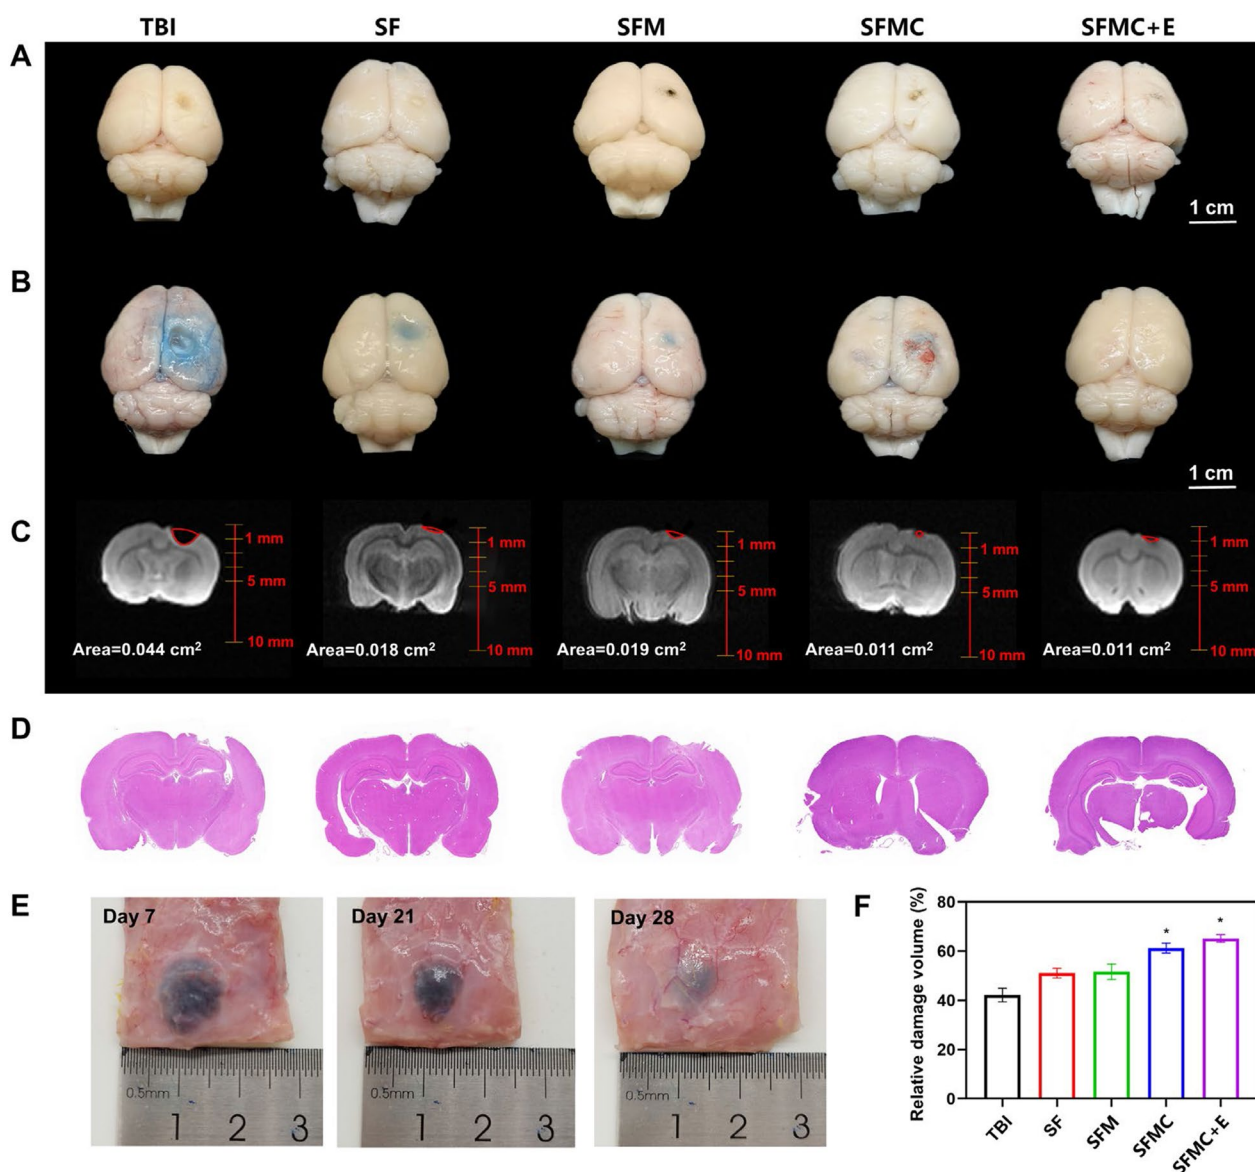 TBI SF SFM SFMC SFMC+E
A
1 cm
B
1 cm
C
1 mm
5 mm
10 mm
Area=0.044 cm²
1 mm
5 mm
10 mm
Area=0.018 cm²
1 mm
5 mm
10 mm
Area=0.019 cm²
1 mm
5 mm
10 mm
Area=0.011 cm²
1 mm
5 mm
10 mm
Area=0.011 cm²
D
E
Day 7
0.5mm
1 2 3
Day 21
0.5mm
1 2 3
Day 28
0.5mm
1 2 3
F
Relative damage volume (%)
80
60
40
20
0
* *
TBI SF SFM SFMC SFMC+E